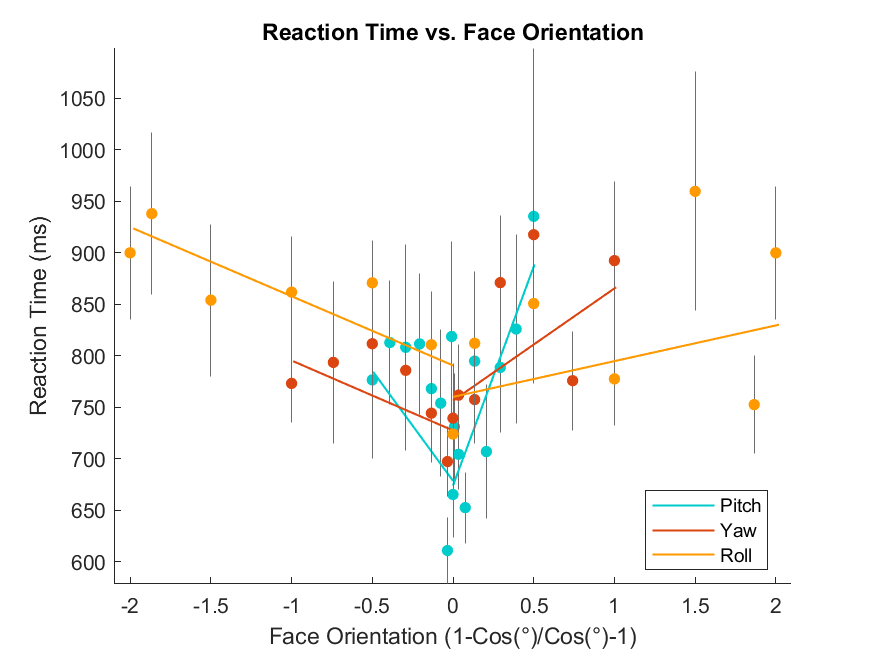 Reaction Time vs. Face Orientation
Reaction Time (ms)
1050
1000
950
900
850
800
750
700
650
600
-2 -1.5 -1 -0.5 0 0.5 1 1.5 2
Face Orientation (1-Cos(°)/Cos(°)-1)
Pitch
Yaw
Roll